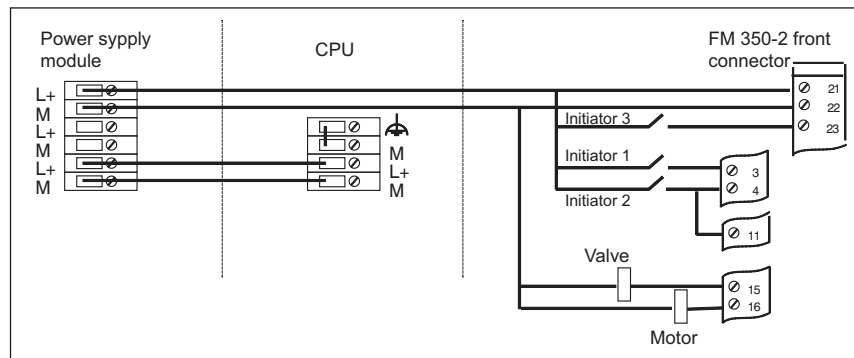 Power sypply
module
CPU
FM 350-2 front
connector
L+
M
L+
M
L+
M
M
L+
M
Initiator 3
Initiator 1
Initiator 2
21
22
23
3
4
11
Valve
15
16
Motor